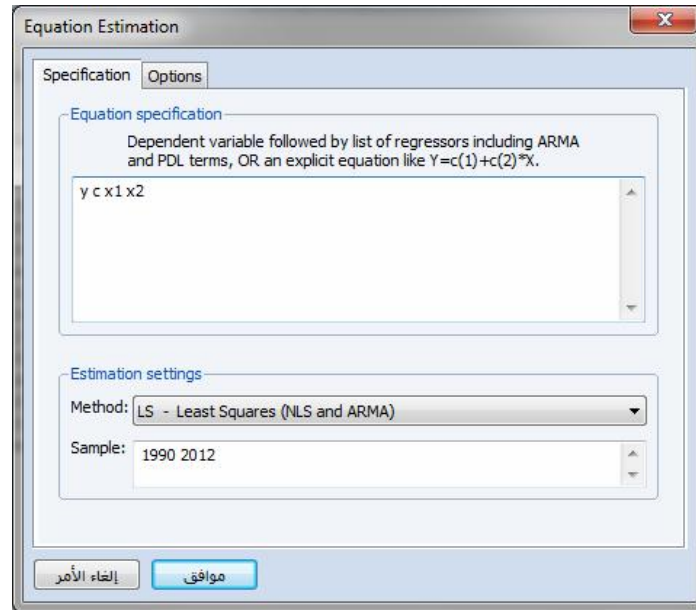 Equation Estimation
Specification
Options
Equation specification
Dependent variable followed by list of regressors including ARMA
and PDL terms, OR an explicit equation like Y=c(1)+c(2)*X.
y c x1 x2
Estimation settings
Method: LS - Least Squares (NLS and ARMA)
Sample: 1990 2012
إلغاء الأمر
موافق